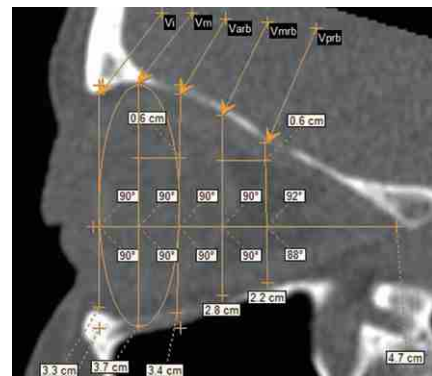 Vi Vm Varb Vmrb Vprb
0.6 cm 0.6 cm
90° 90° 90° 90° 92°
90° 90° 90° 90° 88°
2.8 cm 2.2 cm
3.3 cm 3.7 cm 3.4 cm 4.7 cm